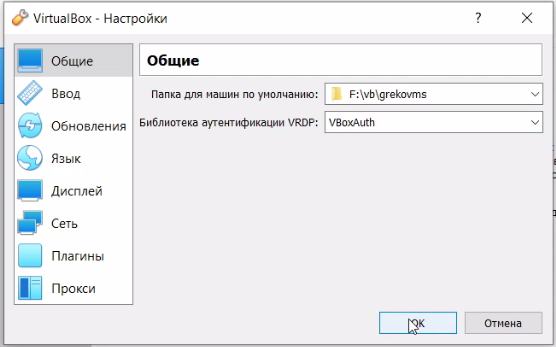 VirtualBox - Настройки
?
Общие
Ввод
Обновления
Язык
Дисплей
Сеть
Плагины
Прокси
Общие
Папка для машин по умолчанию: F:\vb\grekovms
Библиотека аутентификации VRDP: VBoxAuth
OK
Отмена